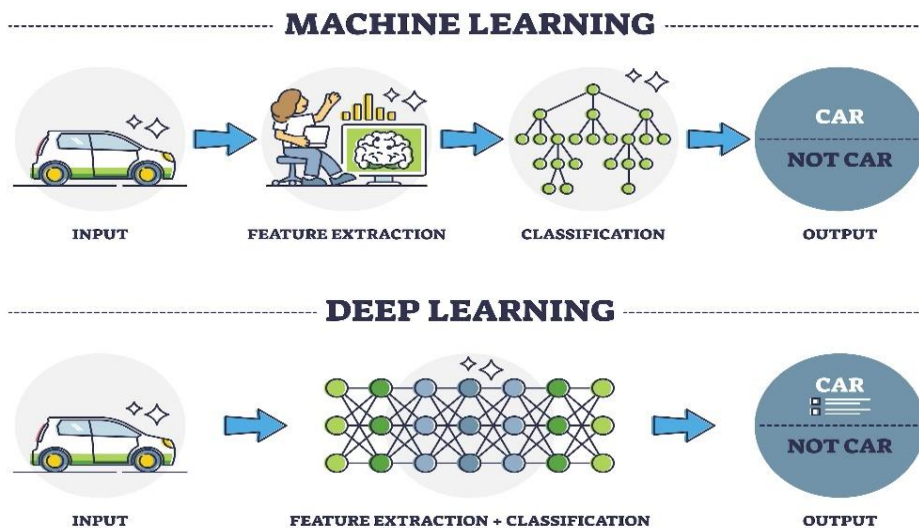 MACHINE LEARNING
CAR
NOT CAR
INPUT
FEATURE EXTRACTION
CLASSIFICATION
OUTPUT
DEEP LEARNING
CAR
NOT CAR
INPUT
FEATURE EXTRACTION + CLASSIFICATION
OUTPUT